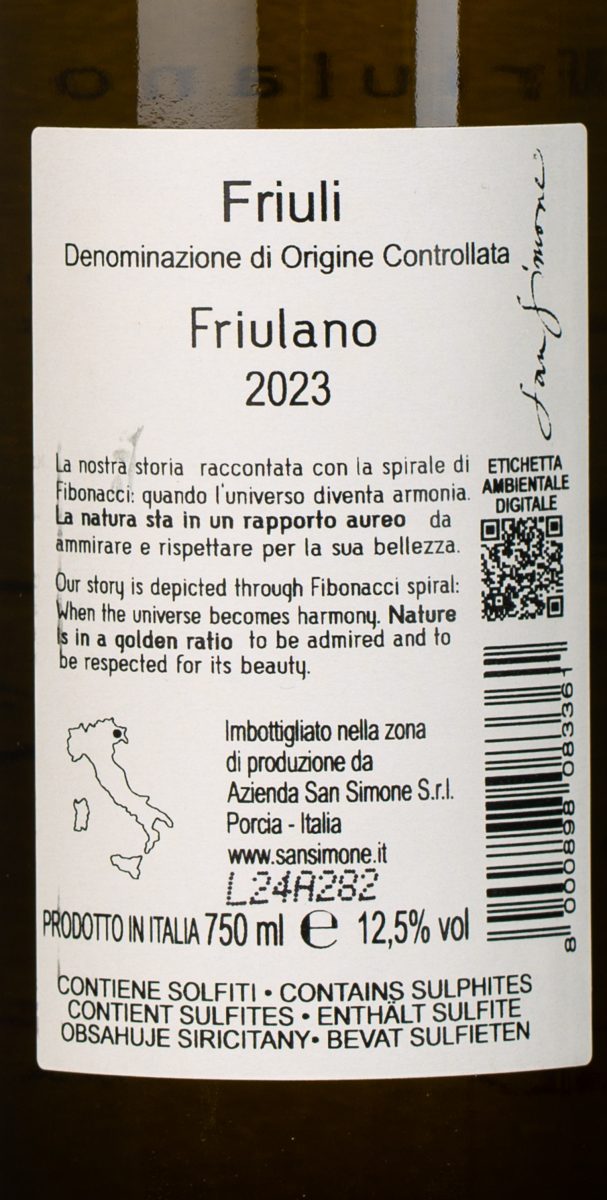 Friulano
Friuli
Denominazione di Origine Controllata
Friulano
2023
San Simone
La nostra storia raccontata con la spirale di
Fibonacci: quando l'universo diventa armonia.
La natura sta in un rapporto aureo da
ammirare e rispettare per la sua bellezza.
Our story is depicted through Fibonacci spiral:
When the universe becomes harmony. Nature
is in a golden ratio to be admired and to
be respected for its beauty.
ETICHETTA
AMBIENTALE
DIGITALE
8 000898 083361
Imbottigliato nella zona
di produzione da
Azienda San Simone S.r.l.
Porcia - Italia
www.sansimone.it
L24A282
PRODOTTO IN ITALIA 750 ml e 12,5% vol
CONTIENE SOLFITI • CONTAINS SULPHITES
CONTIENT SULFITES • ENTHÄLT SULFITE
OBSAHUJE SIRICITANY• BEVAT SULFIETEN